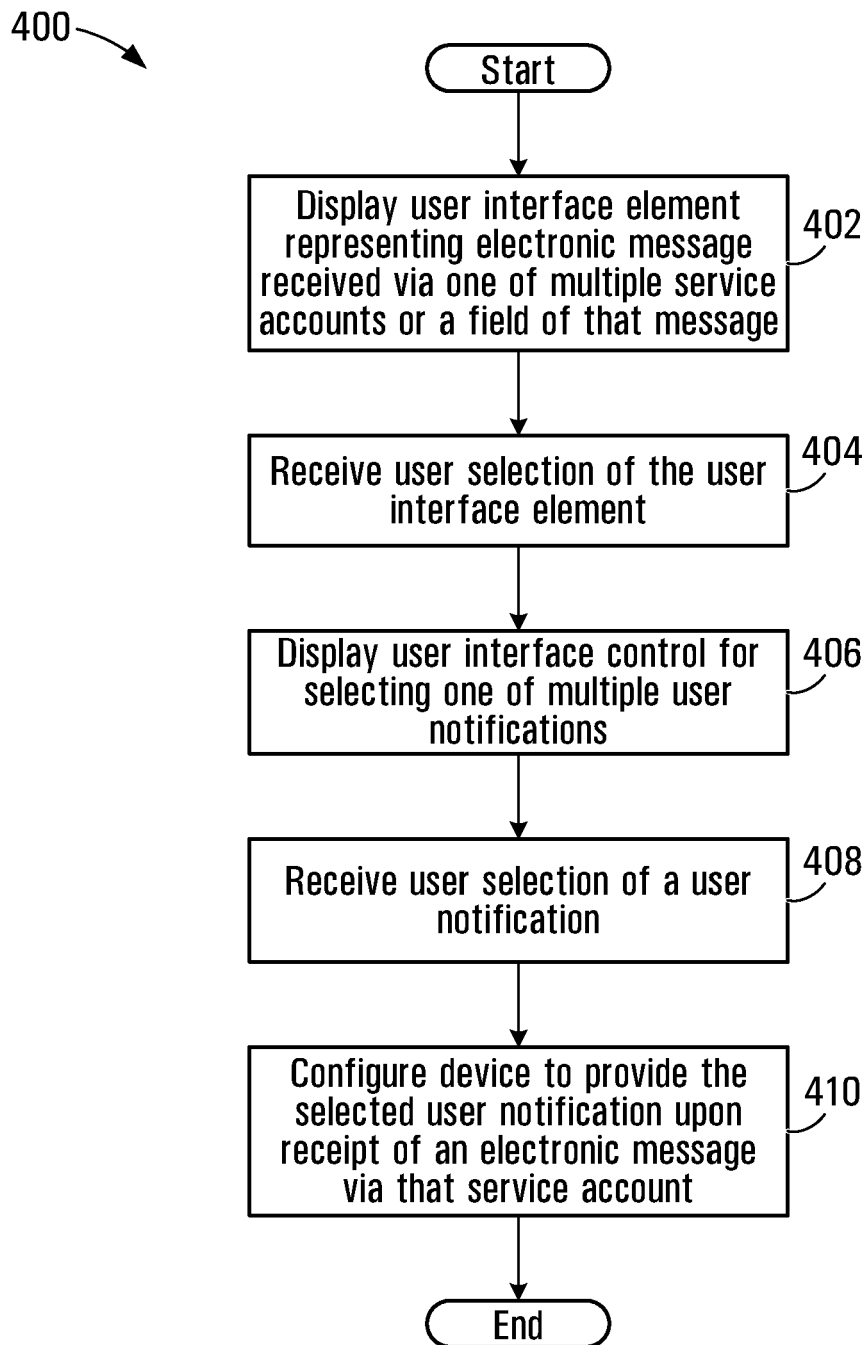 400
Start
Display user interface element
representing electronic message
received via one of multiple service
accounts or a field of that message
402
Receive user selection of the user
interface element
404
Display user interface control for
selecting one of multiple user
notifications
406
Receive user selection of a user
notification
408
Configure device to provide the
selected user notification upon
receipt of an electronic message
via that service account
410
End